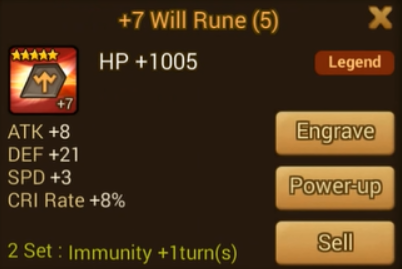 +7 Will Rune (5)
HP +1005
Legend
+7
ATK +8
DEF +21
SPD +3
CRI Rate +8%
Engrave
Power-up
Sell
2 Set : Immunity +1turn(s)